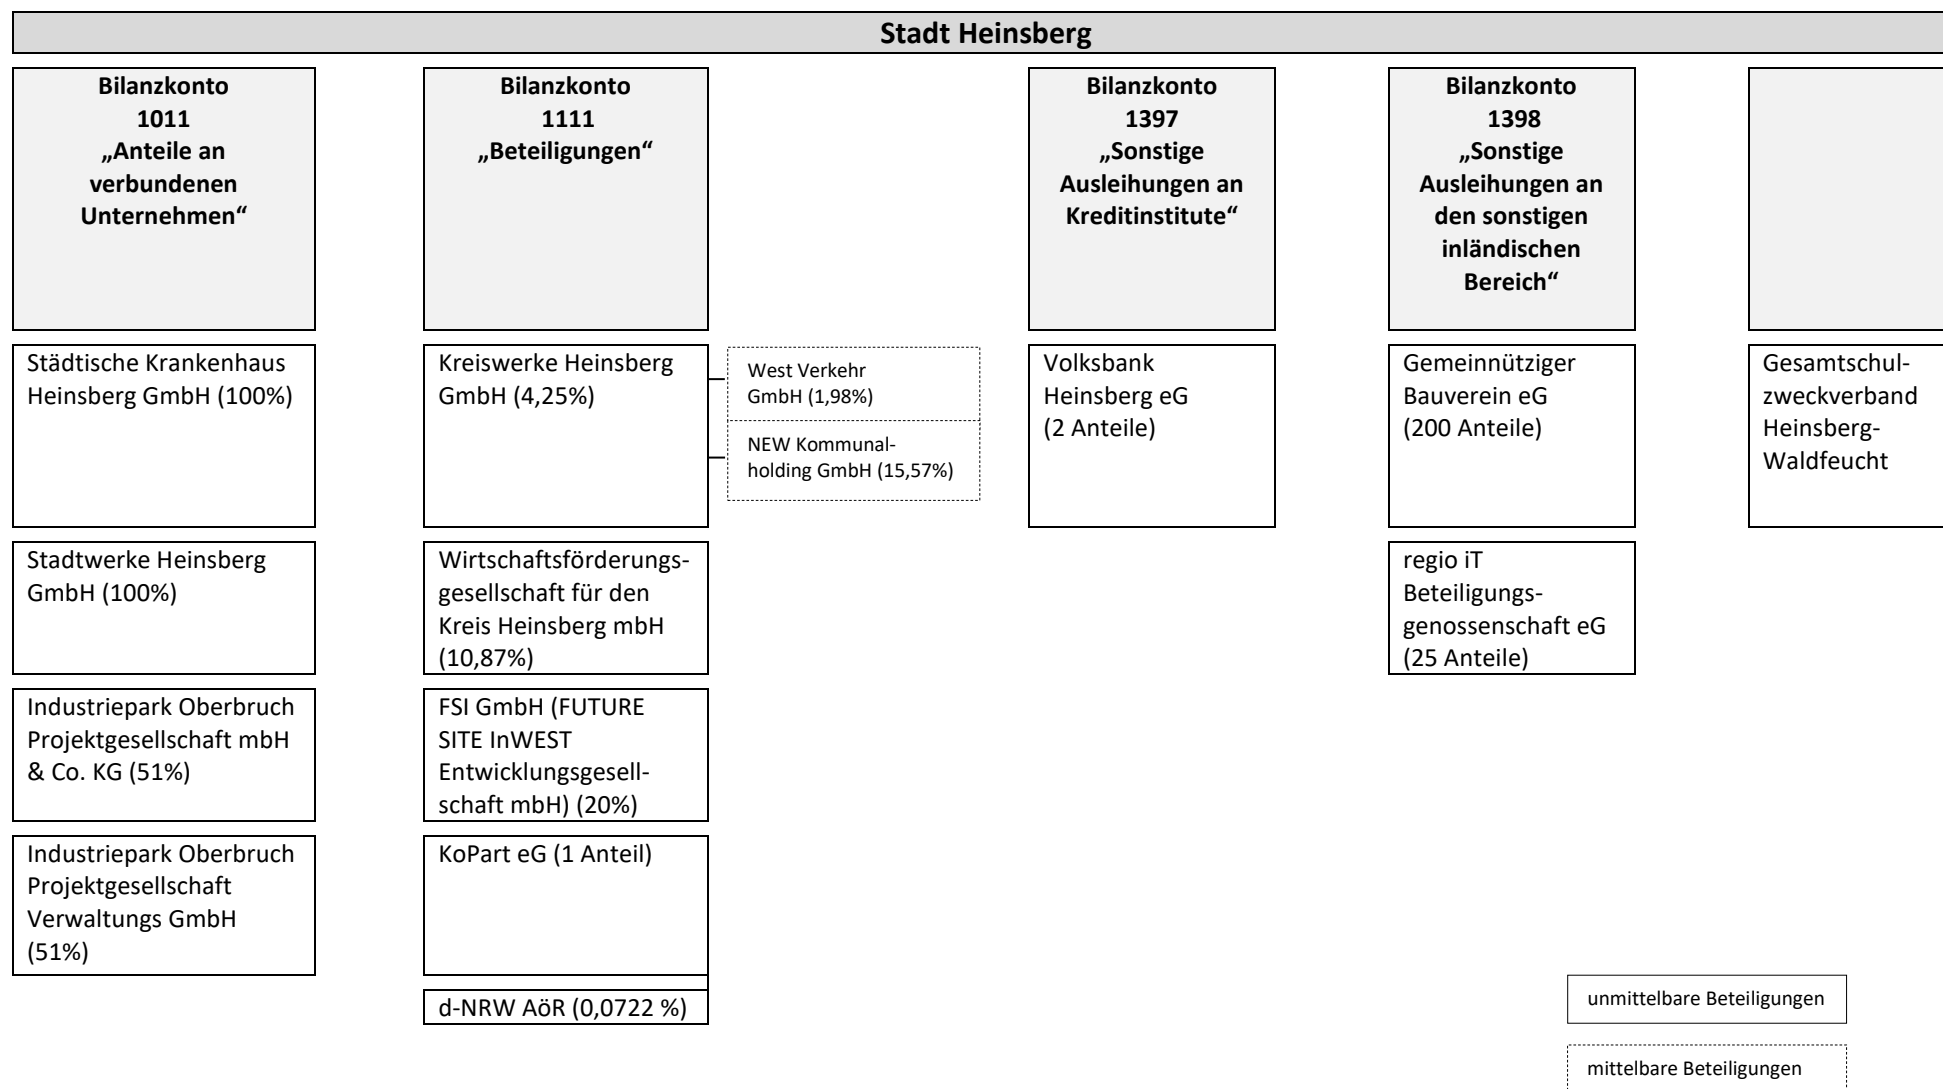 Stadt Heinsberg
Bilanzkonto
1011
„Anteile an
verbundenen
Unternehmen“
Bilanzkonto
1111
„Beteiligungen“
Bilanzkonto
1397
„Sonstige
Ausleihungen an
Kreditinstitute“
Bilanzkonto
1398
„Sonstige
Ausleihungen an
den sonstigen
inländischen
Bereich“
Städtische Krankenhaus
Heinsberg GmbH (100%)
Kreiswerke Heinsberg
GmbH (4,25%)
West Verkehr
GmbH (1,98%)
NEW Kommunal-
holding GmbH (15,57%)
Volksbank
Heinsberg eG
(2 Anteile)
Gemeinnütziger
Bauverein eG
(200 Anteile)
Gesamtschul-
zweckverband
Heinsberg-
Waldfeucht
Stadtwerke Heinsberg
GmbH (100%)
Wirtschaftsförderungs-
gesellschaft für den
Kreis Heinsberg mbH
(10,87%)
regio iT
Beteiligungs-
genossenschaft eG
(25 Anteile)
Industriepark Oberbruch
Projektgesellschaft mbH
& Co. KG (51%)
FSI GmbH (FUTURE
SITE InWEST
Entwicklungsgesell-
schaft mbH) (20%)
Industriepark Oberbruch
Projektgesellschaft
Verwaltungs GmbH
(51%)
KoPart eG (1 Anteil)
d-NRW AöR (0,0722 %)
unmittelbare Beteiligungen
mittelbare Beteiligungen